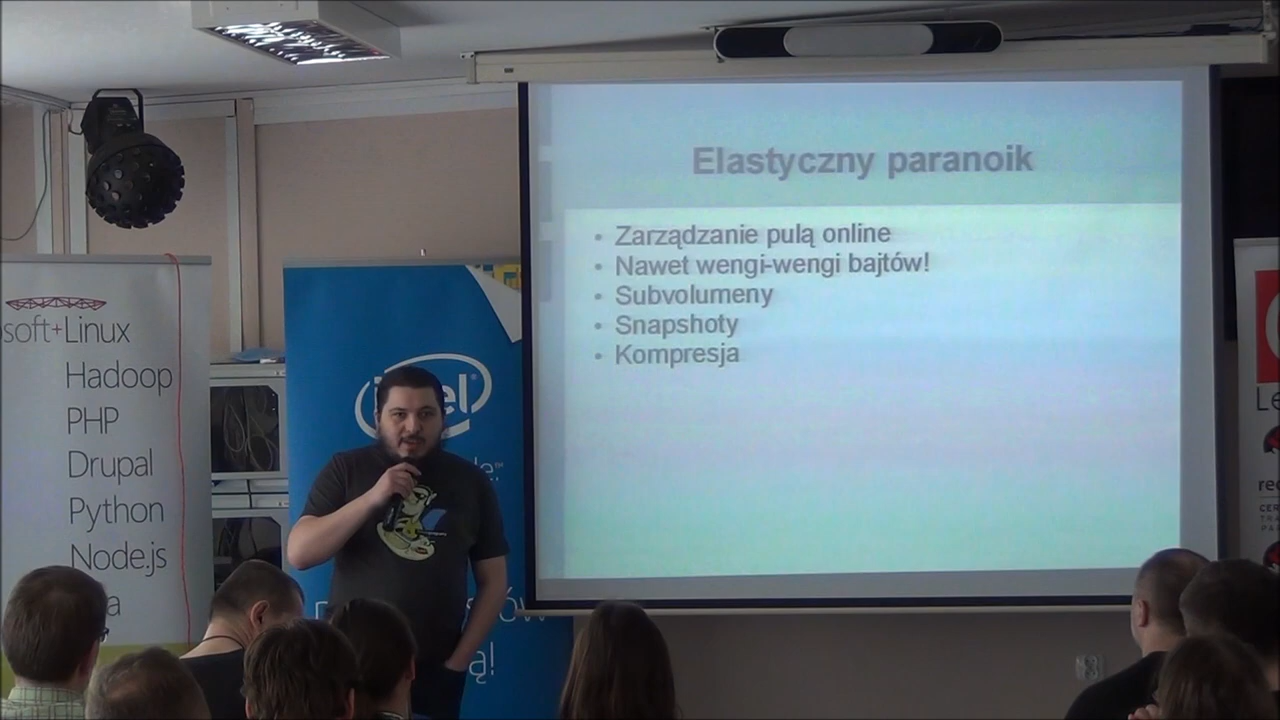 Elastyczny paranoik
• Zarządzanie pulą online
• Nawet wengi-wengi bajtów!
• Subvolumeny
• Snapshoty
• Kompresja
soft+Linux
Hadoop
PHP
Drupal
Python
Node.js
intel